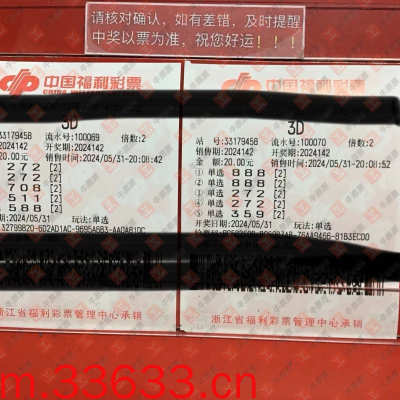 请核对确认，如有差错，及时提醒
中奖以票为准，祝您好运！！！
中国福利彩票
3D
33179458 流水号:100069 倍数:2
2024142 开奖期:2024142
20.00元 销售时间:2024/05/31-20:08:42
272 [2]
272 [2]
708 [2]
511 [2]
588 [2]
2024/05/31 玩法:单选
浙江省福利彩票管理中心承销
中国福利彩票
3D
站 号:33179458 流水号:100070 倍数:2
销售期:2024142 开奖期:2024142
金 额:20.00元 销售时间:2024/05/31-20:08:52
①单选 888 [2]
②单选 888 [2]
③单选 272 [2]
④单选 272 [2]
⑤单选 359 [2]
开奖日期:2024/05/31 玩法:单选
浙江省福利彩票管理中心承销
m.33633.cn